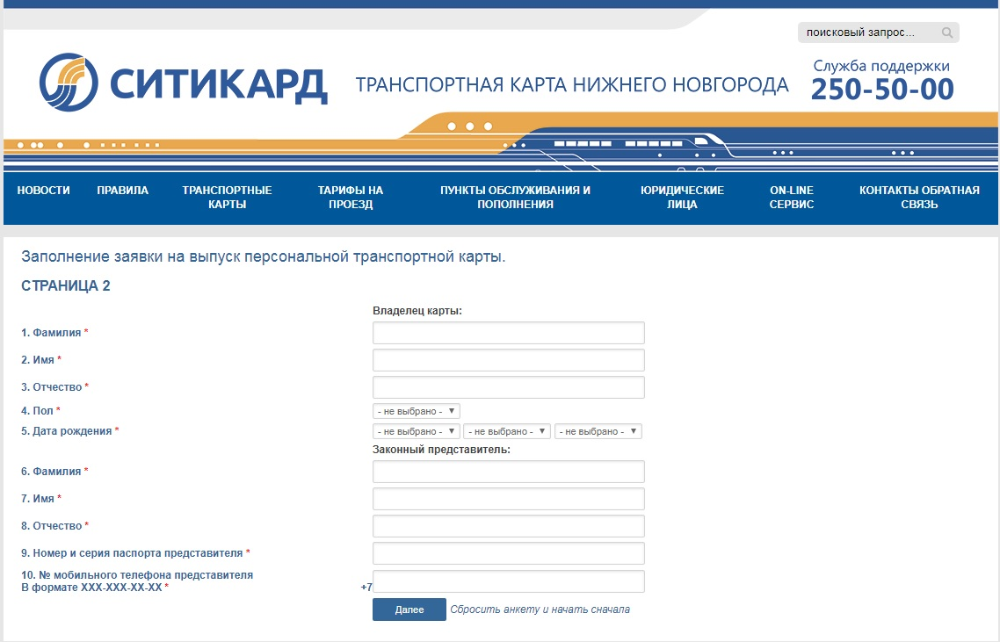 поисковый запрос...
СИТИКАРД
ТРАНСПОРТНАЯ КАРТА НИЖНЕГО НОВГОРОДА
Служба поддержки
250-50-00
НОВОСТИ
ПРАВИЛА
ТРАНСПОРТНЫЕ
КАРТЫ
ТАРИФЫ НА
ПРОЕЗД
ПУНКТЫ ОБСЛУЖИВАНИЯ И
ПОПОЛНЕНИЯ
ЮРИДИЧЕСКИЕ
ЛИЦА
ON-LINE
СЕРВИС
КОНТАКТЫ ОБРАТНАЯ
СВЯЗЬ
Заполнение заявки на выпуск персональной транспортной карты.
СТРАНИЦА 2
Владелец карты:
1. Фамилия *
2. Имя *
3. Отчество *
4. Пол * - не выбрано -
5. Дата рождения * - не выбрано - - не выбрано - - не выбрано -
Законный представитель:
6. Фамилия *
7. Имя *
8. Отчество *
9. Номер и серия паспорта представителя *
10. № мобильного телефона представителя
В формате XXX-XXX-XX-XX * +7
Далее Сбросить анкету и начать сначала